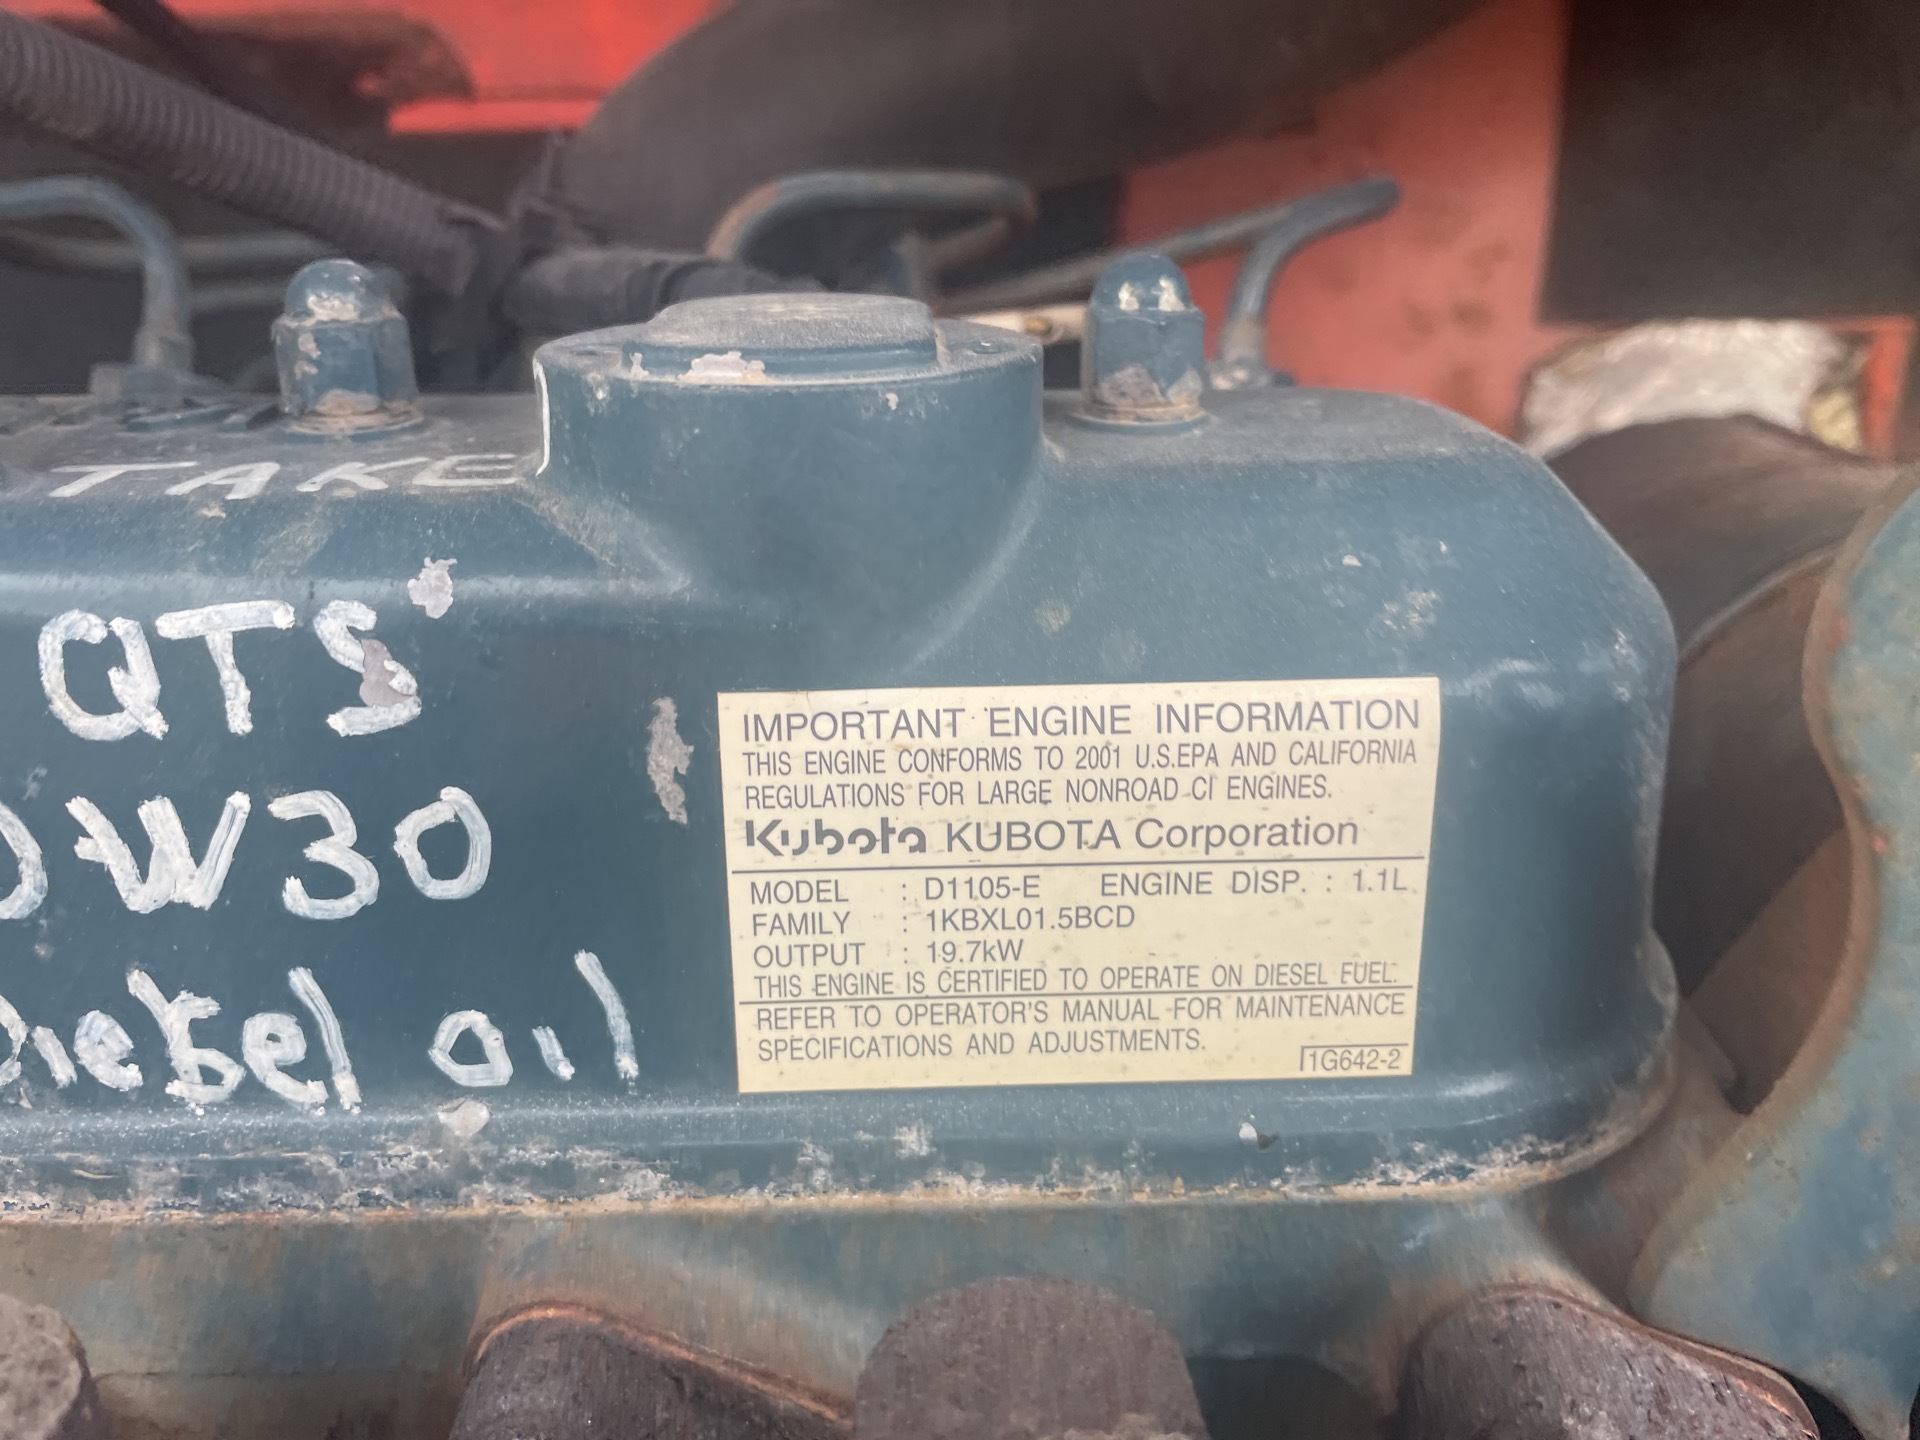 TAKE
QTS
0W30
Diesel oil
IMPORTANT ENGINE INFORMATION
THIS ENGINE CONFORMS TO 2001 U.S.EPA AND CALIFORNIA
REGULATIONS FOR LARGE NONROAD CI ENGINES.
Kubota KUBOTA Corporation
MODEL : D1105-E ENGINE DISP. : 1.1L
FAMILY : 1KBXL01.5BCD
OUTPUT : 19.7kW
THIS ENGINE IS CERTIFIED TO OPERATE ON DIESEL FUEL.
REFER TO OPERATOR'S MANUAL FOR MAINTENANCE
SPECIFICATIONS AND ADJUSTMENTS.
1G642-2